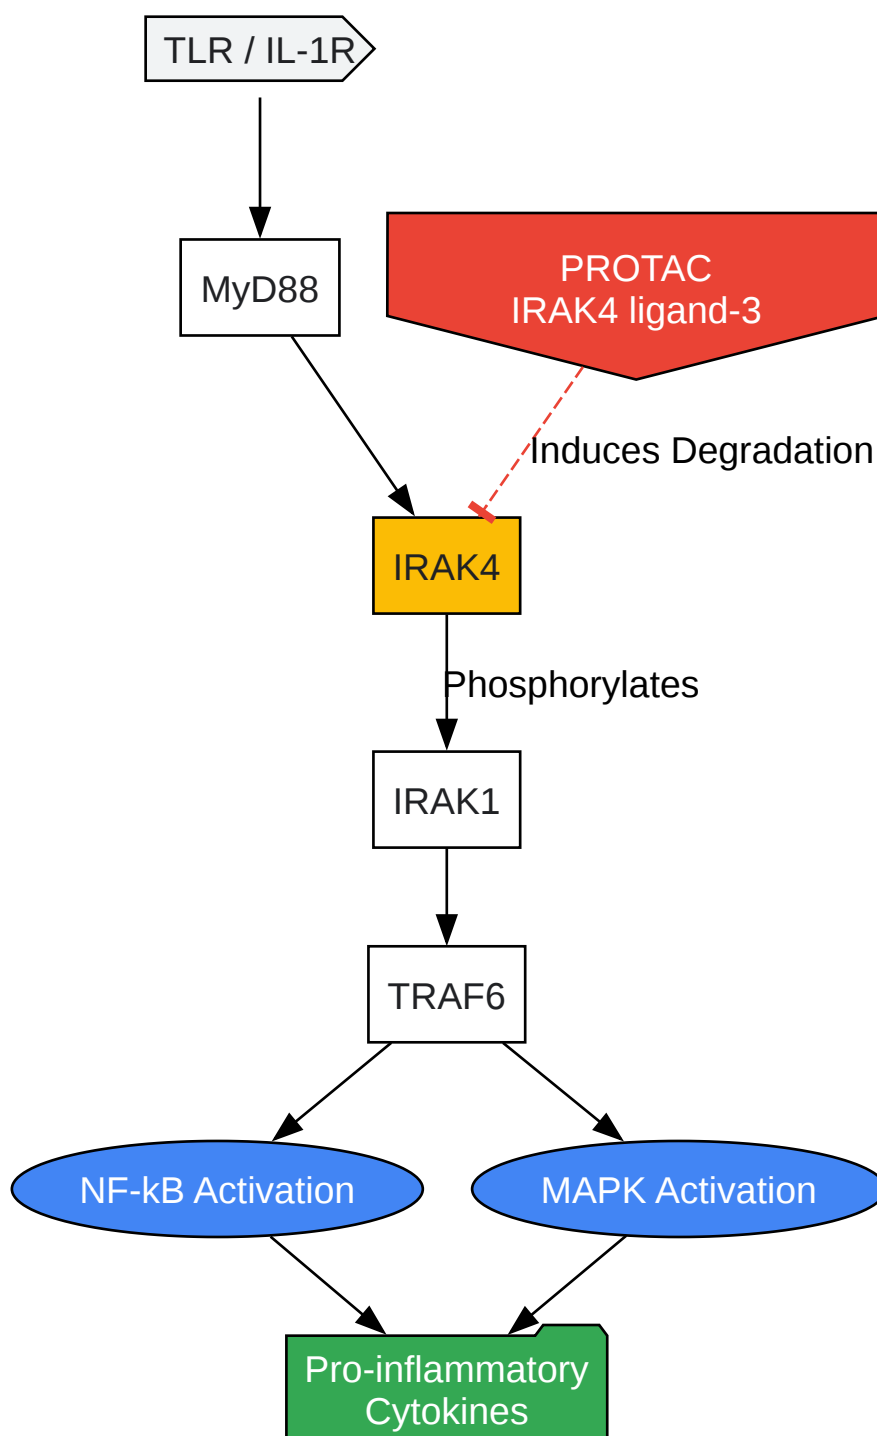 TLR / IL-1R
MyD88
PROTAC
IRAK4 ligand-3
Induces Degradation
IRAK4
Phosphorylates
IRAK1
TRAF6
NF-kB Activation
MAPK Activation
Pro-inflammatory
Cytokines